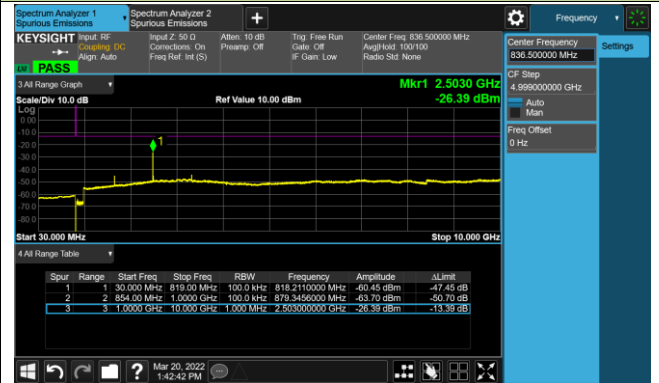 Spectrum Analyzer 1
Spurious Emissions
Spectrum Analyzer 2
Spurious Emissions
Frequency
KEYSIGHT
Input: RF
Coupling: DC
Align: Auto
Input Z: 50 Ω
Corrections: On
Freq Ref: Int (S)
Atten: 10 dB
Preamp: Off
Trig: Free Run
Gate: Off
IF Gain: Low
Center Freq: 836.500000 MHz
Avg|Hold: 100/100
Radio Std: None
LXI PASS
Center Frequency
836.500000 MHz
Settings
CF Step
4.999000000 GHz
Auto
Man
Freq Offset
0 Hz
3 All Range Graph
Mkr1 2.5030 GHz
Scale/Div 10.0 dB
Ref Value 10.00 dBm
-26.39 dBm
Log
0.00
-10.0
-20.0
-30.0
-40.0
-50.0
-60.0
-70.0
-80.0
1
Start 30.000 MHz
Stop 10.000 GHz
4 All Range Table
Spur Range Start Freq Stop Freq RBW Frequency Amplitude ΔLimit
1 1 30.000 MHz 819.00 MHz 100.0 kHz 818.2110000 MHz -60.45 dBm -47.45 dB
2 2 854.00 MHz 1.0000 GHz 100.0 kHz 879.3456000 MHz -63.70 dBm -50.70 dB
3 3 1.0000 GHz 10.000 GHz 1.000 MHz 2.503000000 GHz -26.39 dBm -13.39 dB
Mar 20, 2022
1:42:42 PM